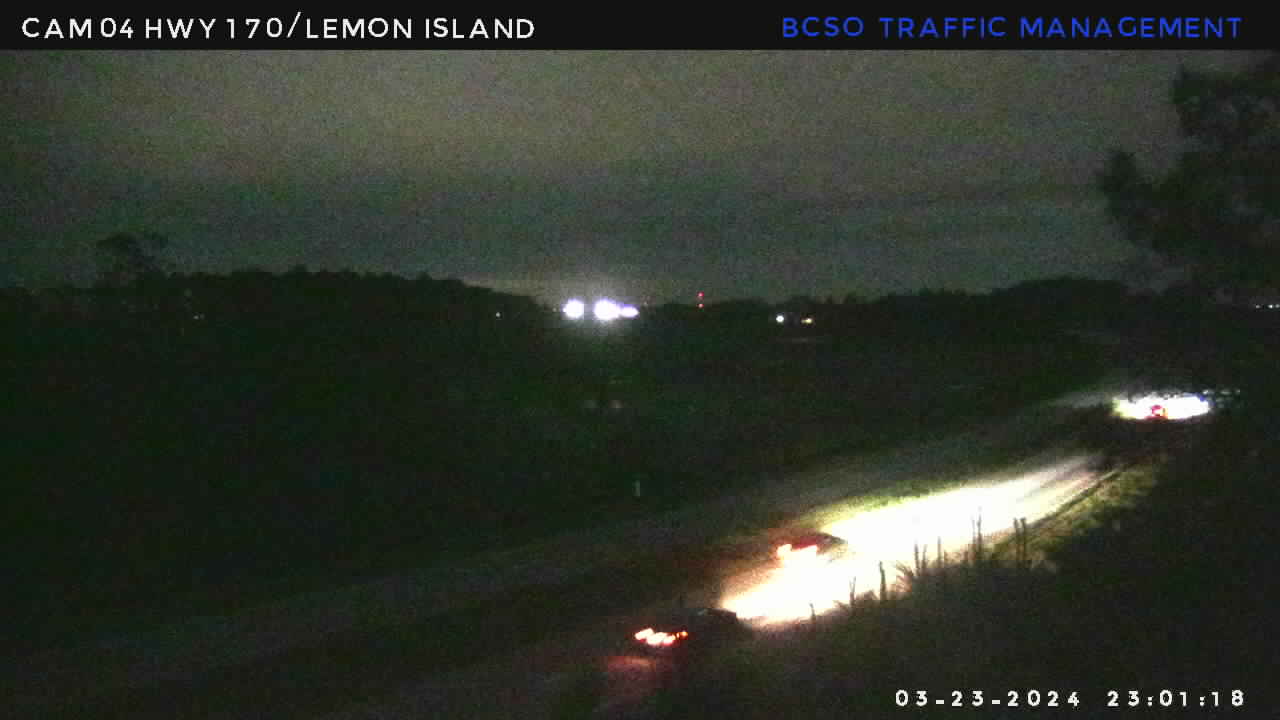 CAM04 HWY 170/LEMON ISLAND
BCSO TRAFFIC MANAGEMENT
03-23-2024 23:01:18